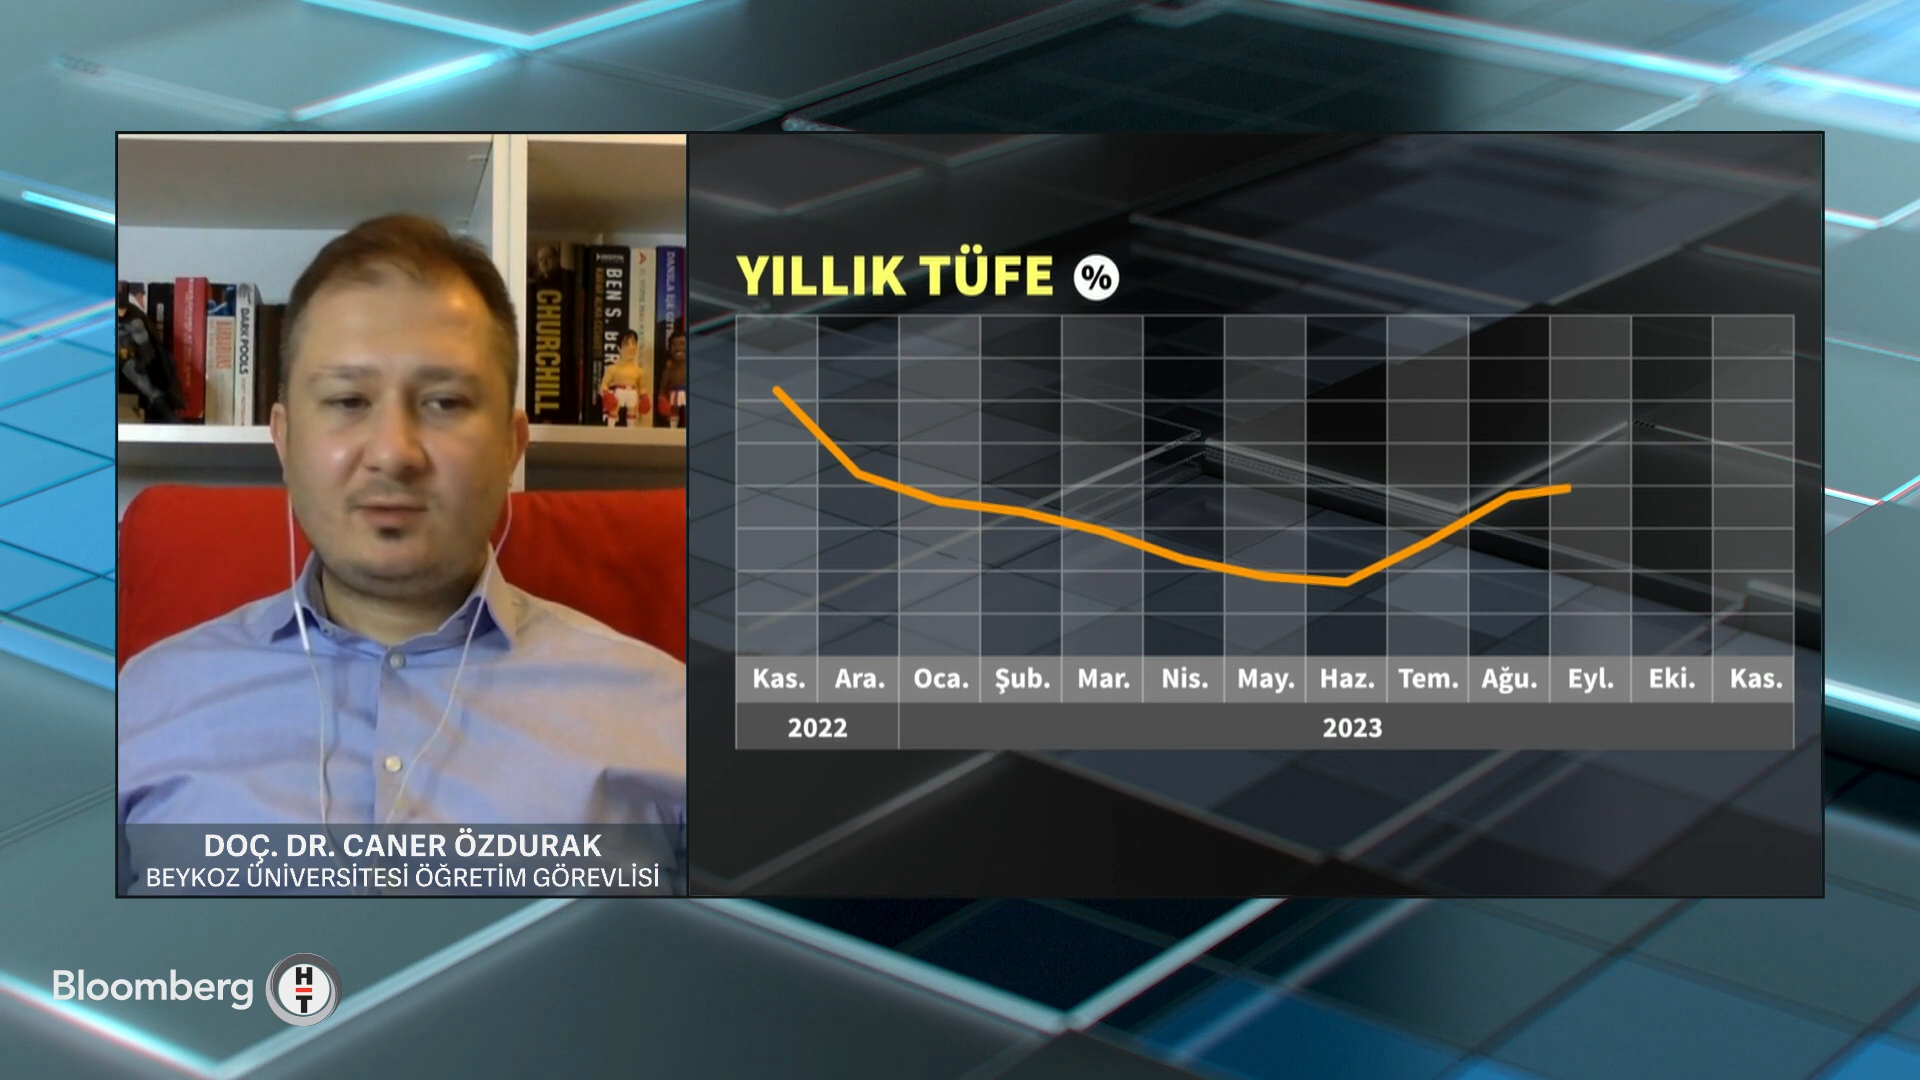 DARK POOLS
CHURCHILL
BEN S. BER
YILLIK TÜFE %
Kas. Ara. Oca. Şub. Mar. Nis. May. Haz. Tem. Ağu. Eyl. Eki. Kas.
2022 2023
DOÇ. DR. CANER ÖZDURAK
BEYKOZ ÜNİVERSİTESİ ÖĞRETİM GÖREVLİSİ
Bloomberg HT